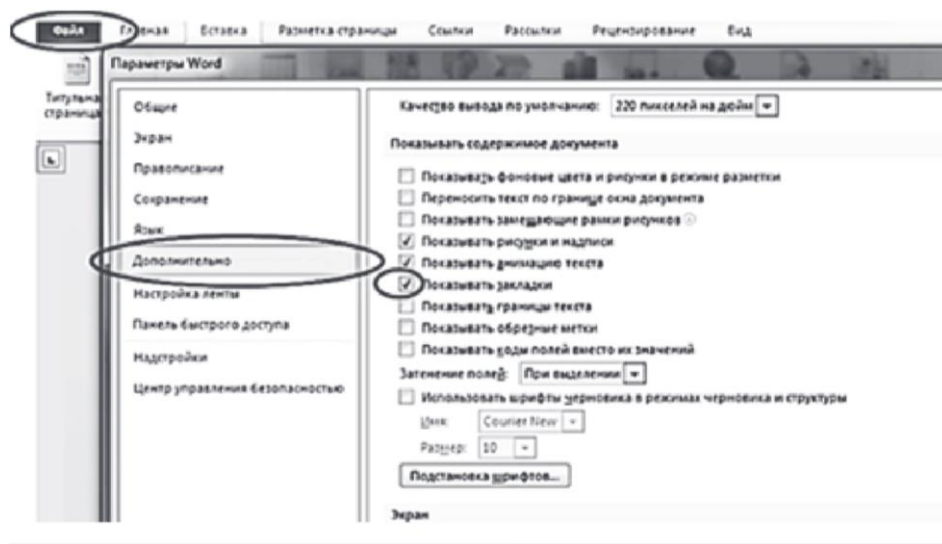 Файл Главная Вставка Разметка страницы Ссылки Рассылки Рецензирование Вид
Параметры Word
Титульная
страница
Общие
Экран
Правописание
Сохранение
Язык
Дополнительно
Настройка ленты
Панель быстрого доступа
Надстройки
Центр управления безопасностью
Качество вывода по умолчанию: 220 пикселей на дюйм
Показывать содержимое документа
Показывать фоновые цвета и рисунки в режиме разметки
Переносить текст по границе окна документа
Показывать замещающие рамки рисунков
Показывать рисунки и надписи
Показывать анимацию текста
Показывать закладки
Показывать границы текста
Показывать обрезные метки
Показывать коды полей вместо их значений
Затенение полей: При выделении
Использовать шрифты черновика в режимах черновика и структуры
Имя: Courier New
Размер: 10
Подстановка шрифтов...
Экран